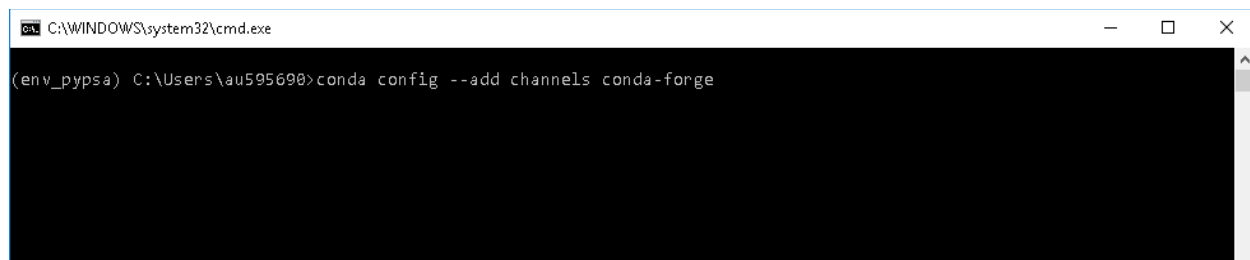 C:\WINDOWS\system32\cmd.exe
(env_pypsa) C:\Users\au595690>conda config --add channels conda-forge